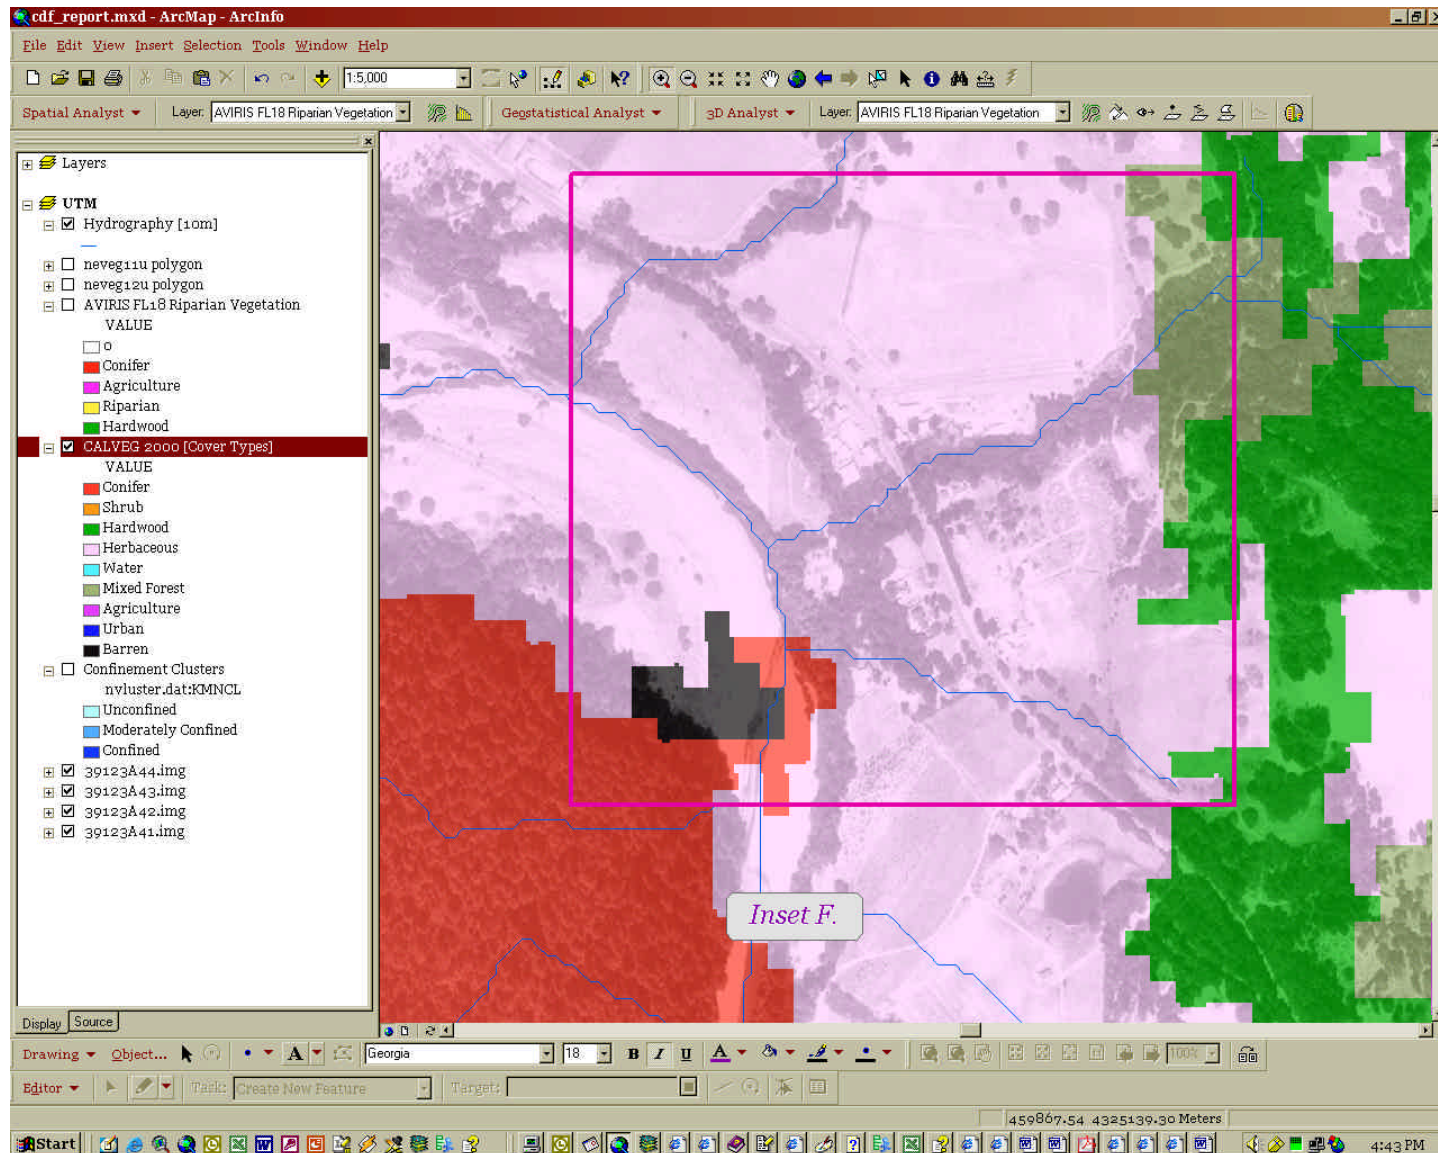 cdf_report.mxd - ArcMap - ArcInfo
File Edit View Insert Selection Tools Window Help
1:5,000
Spatial Analyst Layer: AVIRIS FL18 Riparian Vegetation Geostatistical Analyst 3D Analyst Layer: AVIRIS FL18 Riparian Vegetation
Layers
UTM
Hydrography [10m]
neveg11u polygon
neveg12u polygon
AVIRIS FL18 Riparian Vegetation
VALUE
0
Conifer
Agriculture
Riparian
Hardwood
CALVEG 2000 [Cover Types]
VALUE
Conifer
Shrub
Hardwood
Herbaceous
Water
Mixed Forest
Agriculture
Urban
Barren
Confinement Clusters
nvluster.dat:KMNCL
Unconfined
Moderately Confined
Confined
39123A44.img
39123A43.img
39123A42.img
39123A41.img
Inset F.
Display Source
Drawing Object... A Georgia 18 B I U A 100%
Editor Task: Create New Feature Target:
459867.54 4325139.30 Meters
Start 4:43 PM